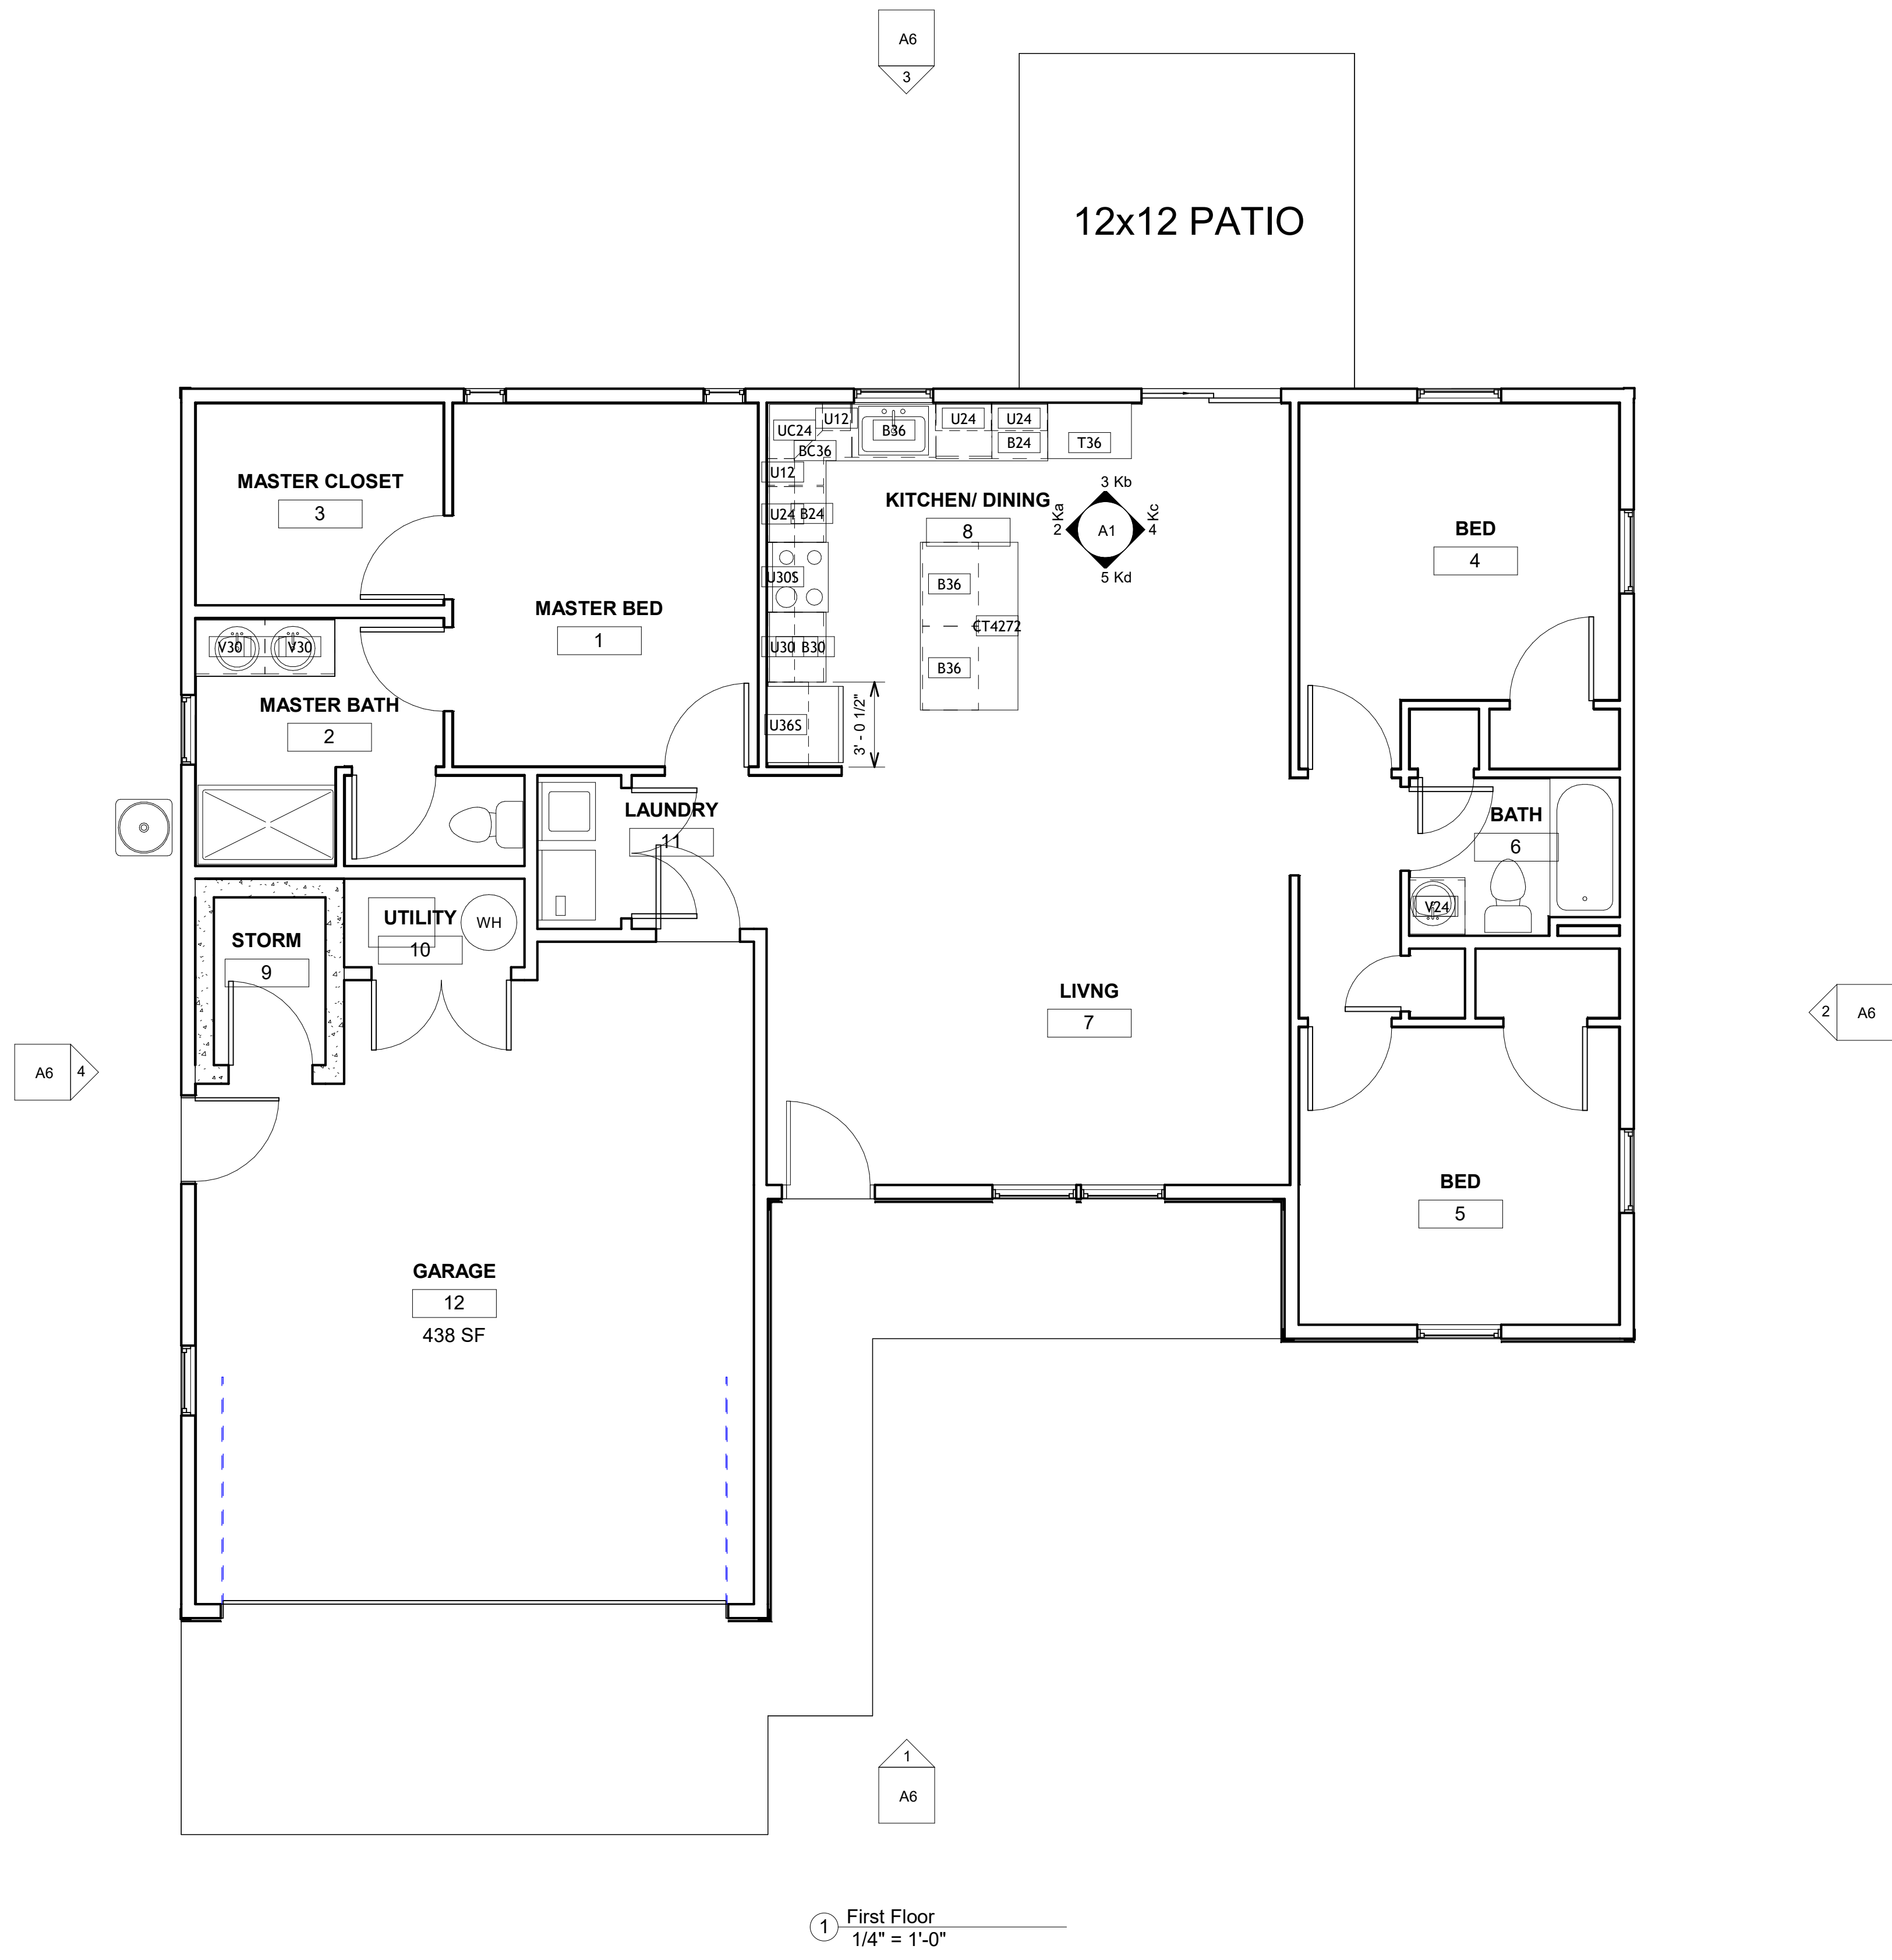 A6
3
12x12 PATIO
U12
UC24
B36
U24
U24
BC36
B24
T36
U12
MASTER CLOSET
3
KITCHEN/ DINING
8
3 Kb
Ka
2
A1
Kc
4
5 Kd
U24
B24
BED
4
U30S
B36
MASTER BED
1
CT4272
V30
V30
U30
B30
B36
MASTER BATH
2
U36S
3' - 0 1/2"
LAUNDRY
11
BATH
6
V24
UTILITY
10
WH
STORM
9
LIVNG
7
2
A6
A6
4
BED
5
GARAGE
12
438 SF
1
A6
1
First Floor
1/4" = 1'-0"